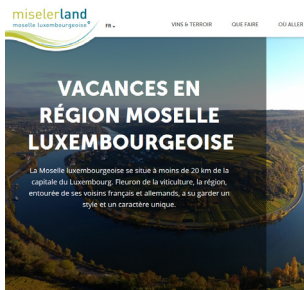 miselerland
moselle luxembourgeoise
FR
VINS & TERROIR QUE FAIRE OÙ ALLER
VACANCES EN
RÉGION MOSELLE
LUXEMBOURGEOISE
La Moselle luxembourgeoise se situe à moins de 20 km de la
capitale du Luxembourg. Fleuron de la viticulture, la région,
entourée de ses voisins français et allemands, a su garder un
style et un caractère unique.